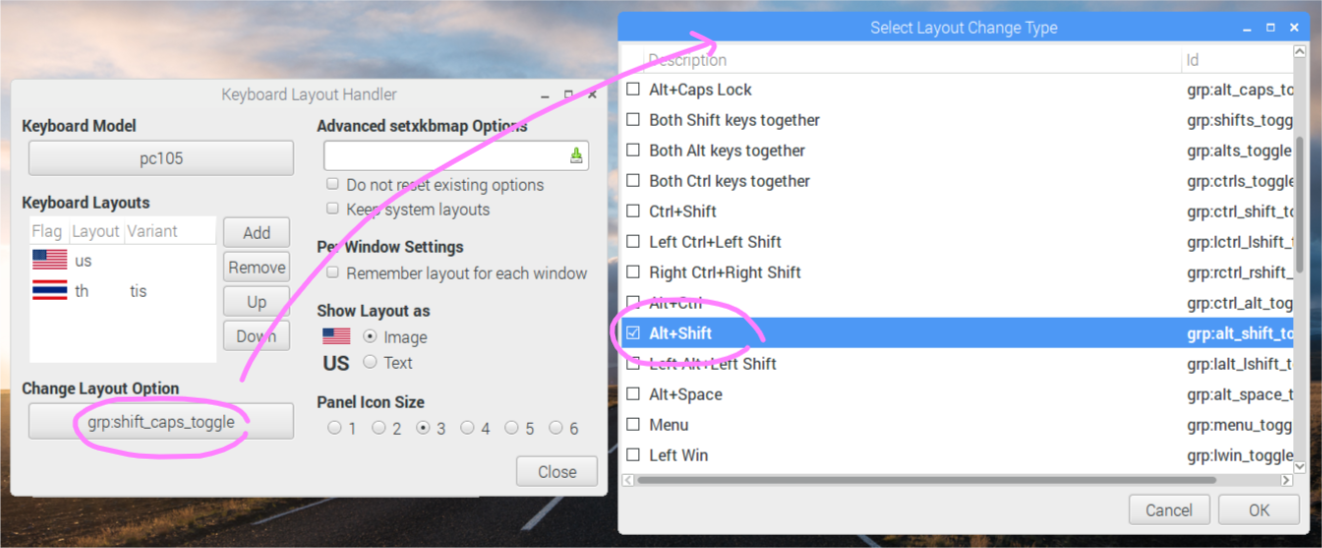 Keyboard Layout Handler
Keyboard Model
pc105
Keyboard Layouts
Flag Layout Variant
us
th tis
Add
Remove
Up
Down
Change Layout Option
grp:shift_caps_toggle
Advanced setxkbmap Options
Do not reset existing options
Keep system layouts
Per Window Settings
Remember layout for each window
Show Layout as
Image
US Text
Panel Icon Size
1 2 3 4 5 6
Close
Select Layout Change Type
Description Id
Alt+Caps Lock grp:alt_caps_to
Both Shift keys together grp:shifts_togg
Both Alt keys together grp:alts_toggle
Both Ctrl keys together grp:ctrls_toggle
Ctrl+Shift grp:ctrl_shift_to
Left Ctrl+Left Shift grp:lctrl_lshift_
Right Ctrl+Right Shift grp:rctrl_rshift_
Alt+Ctrl grp:ctrl_alt_tog
Alt+Shift grp:alt_shift_to
Left Alt+Left Shift grp:lalt_lshift_t
Alt+Space grp:alt_space_t
Menu grp:menu_togg
Left Win grp:lwin_toggle
Cancel OK